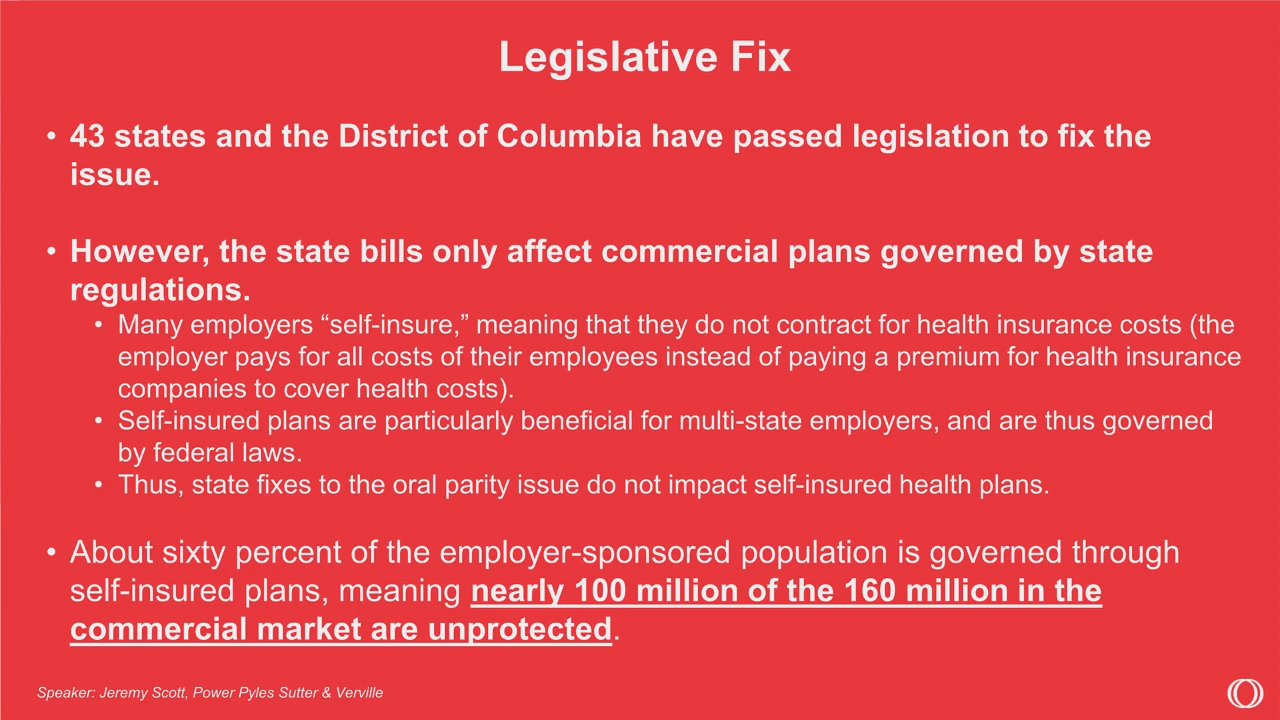 Legislative Fix
• 43 states and the District of Columbia have passed legislation to fix the
issue.
• However, the state bills only affect commercial plans governed by state
regulations.
• Many employers “self-insure,” meaning that they do not contract for health insurance costs (the
employer pays for all costs of their employees instead of paying a premium for health insurance
companies to cover health costs).
• Self-insured plans are particularly beneficial for multi-state employers, and are thus governed
by federal laws.
• Thus, state fixes to the oral parity issue do not impact self-insured health plans.
• About sixty percent of the employer-sponsored population is governed through
self-insured plans, meaning nearly 100 million of the 160 million in the
commercial market are unprotected.
Speaker: Jeremy Scott, Power Pyles Sutter & Verville